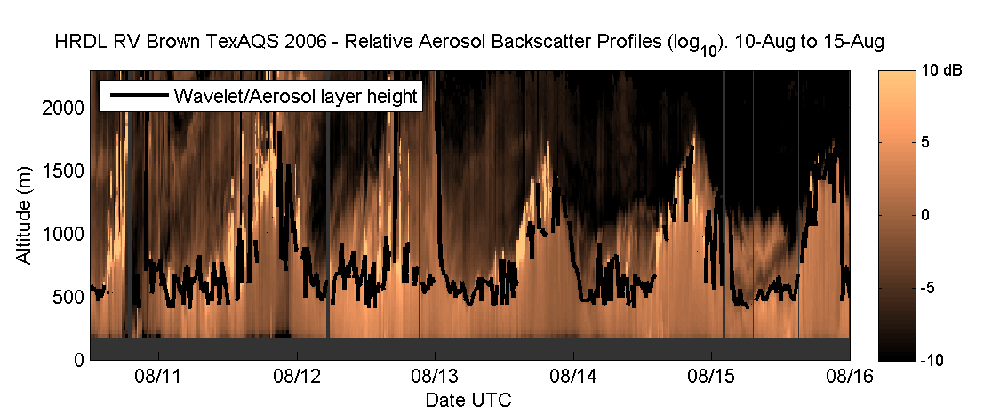 HRDL RV Brown TexAQS 2006 - Relative Aerosol Backscatter Profiles (log10). 10-Aug to 15-Aug
Wavelet/Aerosol layer height
Altitude (m)
2000
1500
1000
500
0
08/11 08/12 08/13 08/14 08/15 08/16
Date UTC
10 dB
5
0
-5
-10